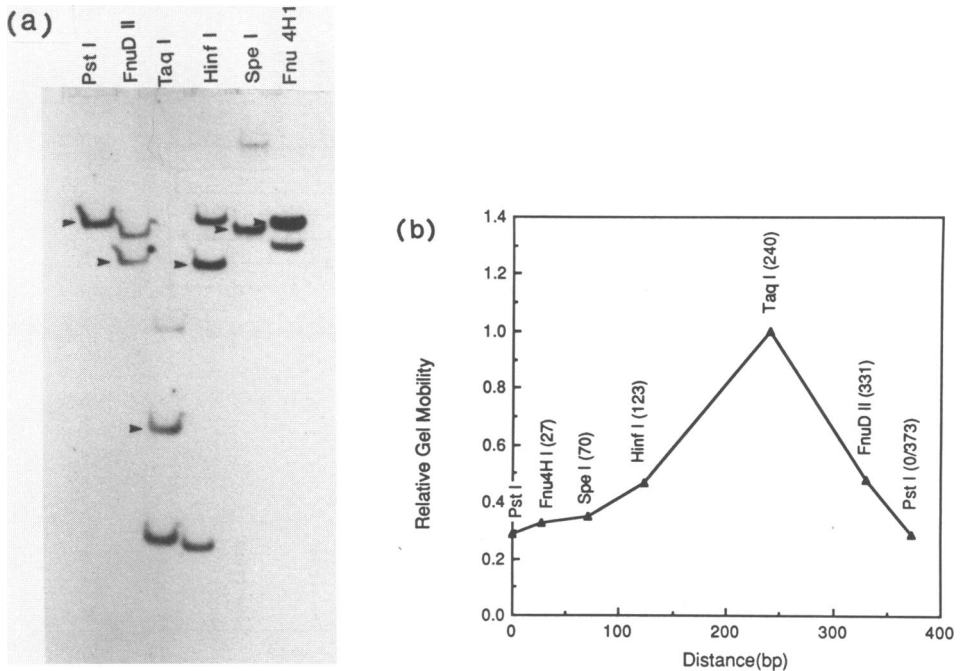 (a)
Pst I
FnuD II
Taq I
Hinf I
Spe I
Fnu 4H1
(b)
Relative Gel Mobility
1.4
1.2
1.0
0.8
0.6
0.4
0.2
0.0
Pst I
Fnu4H I (27)
Spe I (70)
Hinf I (123)
Taq I (240)
FnuD II (331)
Pst I (0/373)
0
100
200
300
400
Distance(bp)